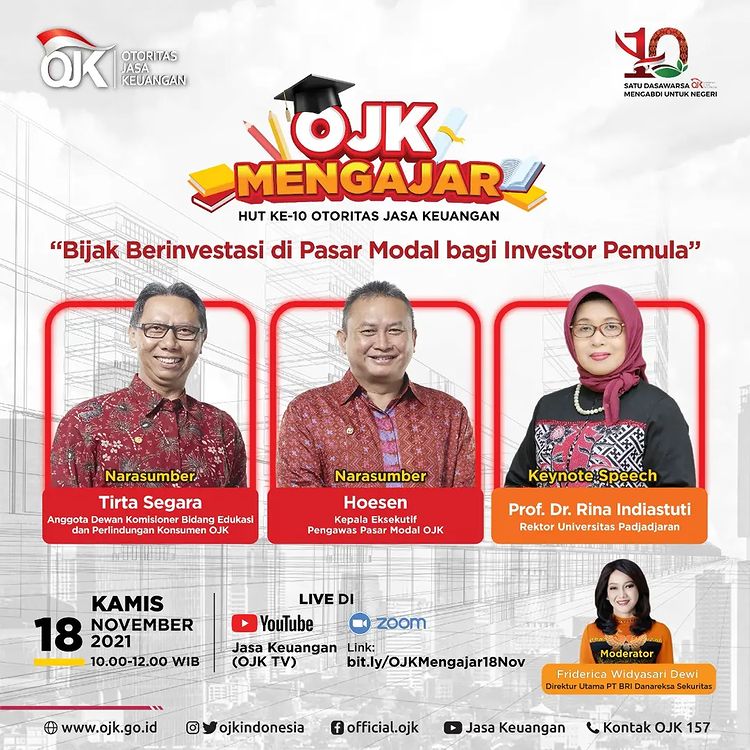 OJK
OTORITAS
JASA
KEUANGAN
10
SATU DASAWARSA OJK
MENGABDI UNTUK NEGERI
OJK
MENGAJAR
HUT KE-10 OTORITAS JASA KEUANGAN
“Bijak Berinvestasi di Pasar Modal bagi Investor Pemula”
Narasumber
Tirta Segara
Anggota Dewan Komisioner Bidang Edukasi
dan Perlindungan Konsumen OJK
Narasumber
Hoesen
Kepala Eksekutif
Pengawas Pasar Modal OJK
Keynote Speech
Prof. Dr. Rina Indiastuti
Rektor Universitas Padjadjaran
18
KAMIS
NOVEMBER
2021
10.00-12.00 WIB
LIVE DI
YouTube
Jasa Keuangan
(OJK TV)
zoom
Link:
bit.ly/OJKMengajar18Nov
Moderator
Friderica Widyasari Dewi
Direktur Utama PT BRI Danareksa Sekuritas
www.ojk.go.id
ojkindonesia
official.ojk
Jasa Keuangan
Kontak OJK 157